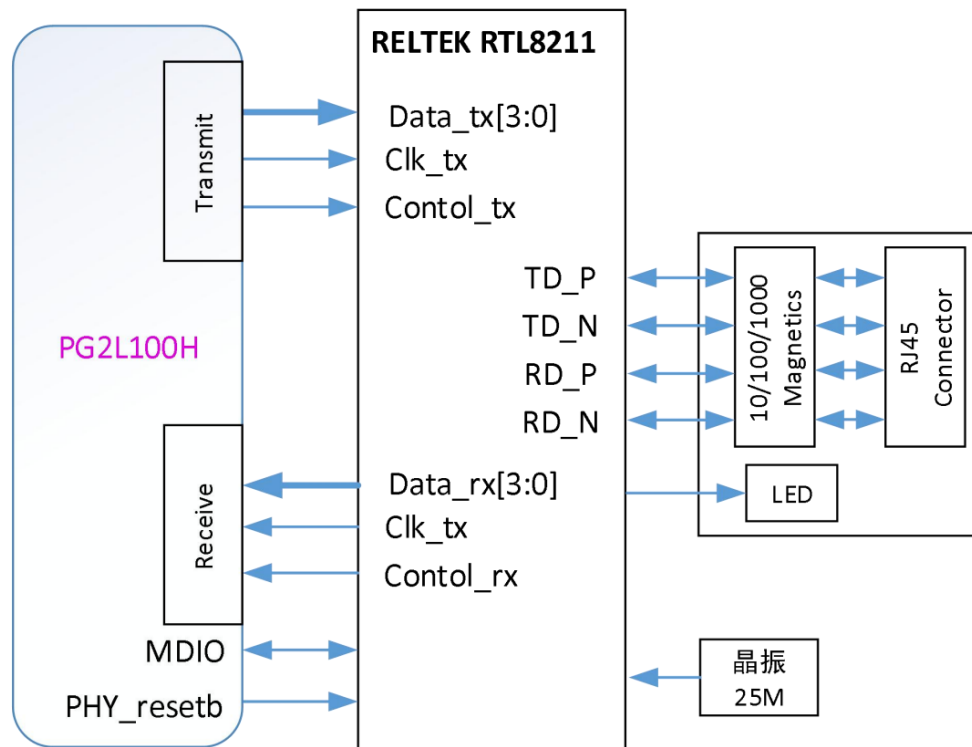 RELTEK RTL8211
Transmit
Data_tx[3:0]
Clk_tx
Contol_tx
PG2L100H
TD_P
TD_N
RD_P
RD_N
10/100/1000
Magnetics
RJ45
Connector
LED
Receive
Data_rx[3:0]
Clk_tx
Contol_rx
MDIO
PHY_resetb
晶振
25M